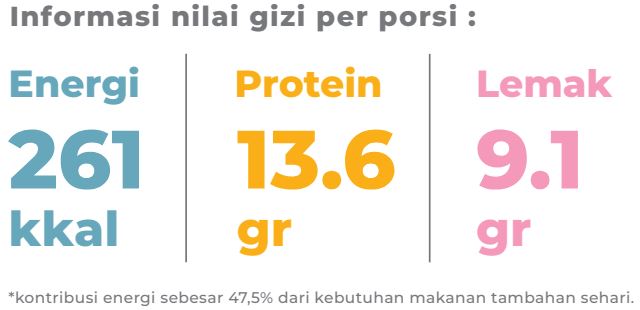 Informasi nilai gizi per porsi :
Energi
261
kkal
Protein
13.6
gr
Lemak
9.1
gr
*kontribusi energi sebesar 47,5% dari kebutuhan makanan tambahan sehari.